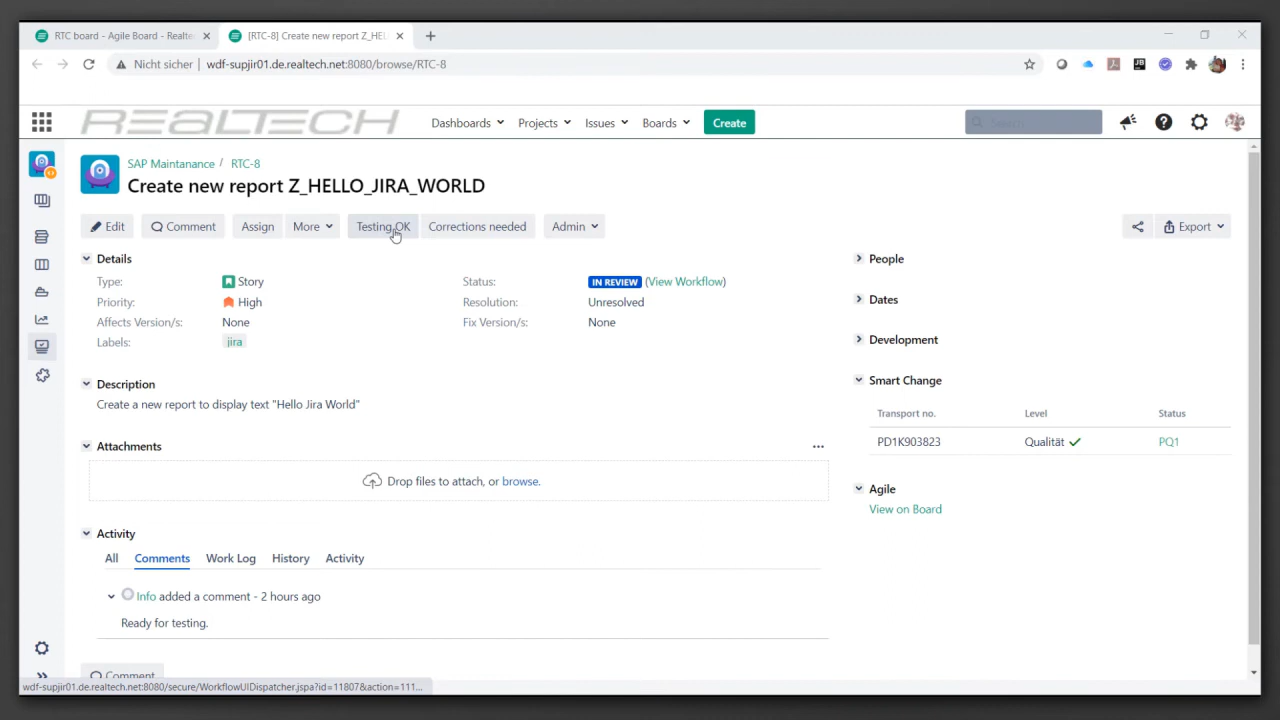 RTC board - Agile Board - Realte
[RTC-8] Create new report Z_HEL
Nicht sicher | wdf-supjir01.de.realtech.net:8080/browse/RTC-8
REALTECH
Dashboards
Projects
Issues
Boards
Create
Search
SAP Maintanance / RTC-8
Create new report Z_HELLO_JIRA_WORLD
Edit
Comment
Assign
More
Testing OK
Corrections needed
Admin
Export
Details
Type: Story
Priority: High
Affects Version/s: None
Labels: jira
Status: IN REVIEW (View Workflow)
Resolution: Unresolved
Fix Version/s: None
Description
Create a new report to display text "Hello Jira World"
Attachments
Drop files to attach, or browse.
Activity
All Comments Work Log History Activity
Info added a comment - 2 hours ago
Ready for testing.
Comment
People
Dates
Development
Smart Change
Transport no. Level Status
PD1K903823 Qualität PQ1
Agile
View on Board
wdf-supjir01.de.realtech.net:8080/secure/WorkflowUIDispatcher.jspa?id=11807&action=111...